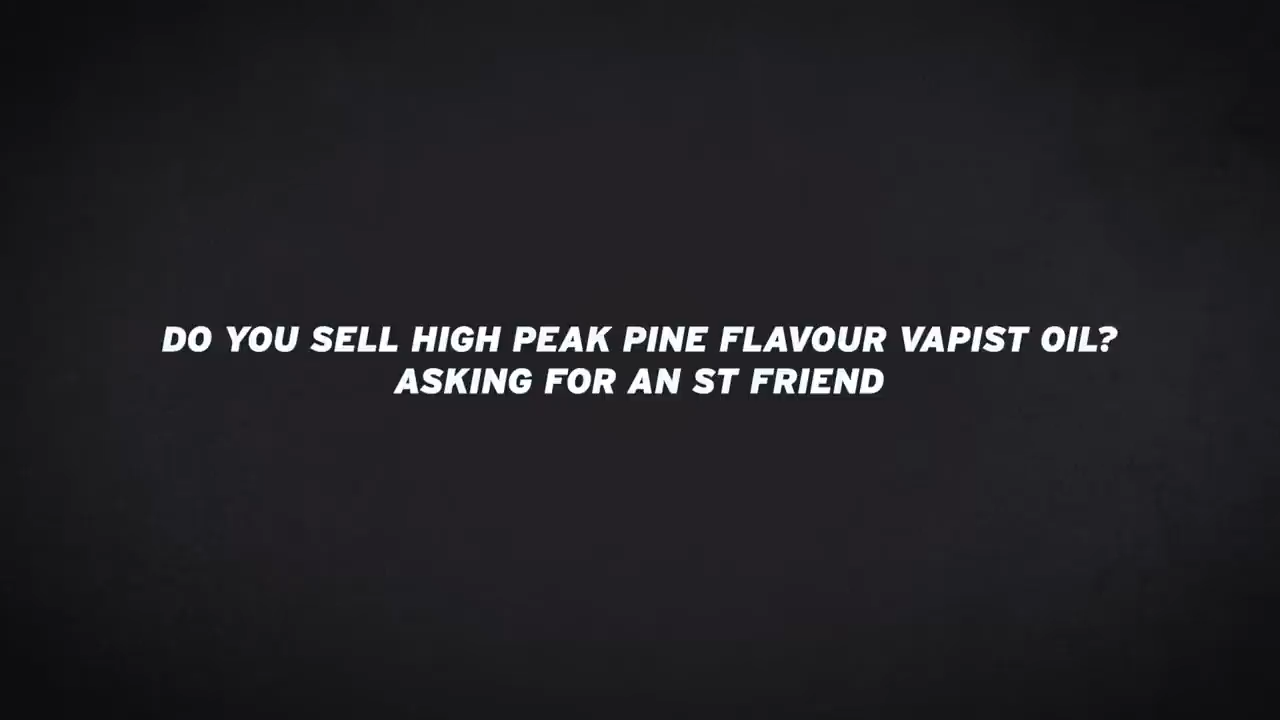 DO YOU SELL HIGH PEAK PINE FLAVOUR VAPIST OIL?
ASKING FOR AN ST FRIEND